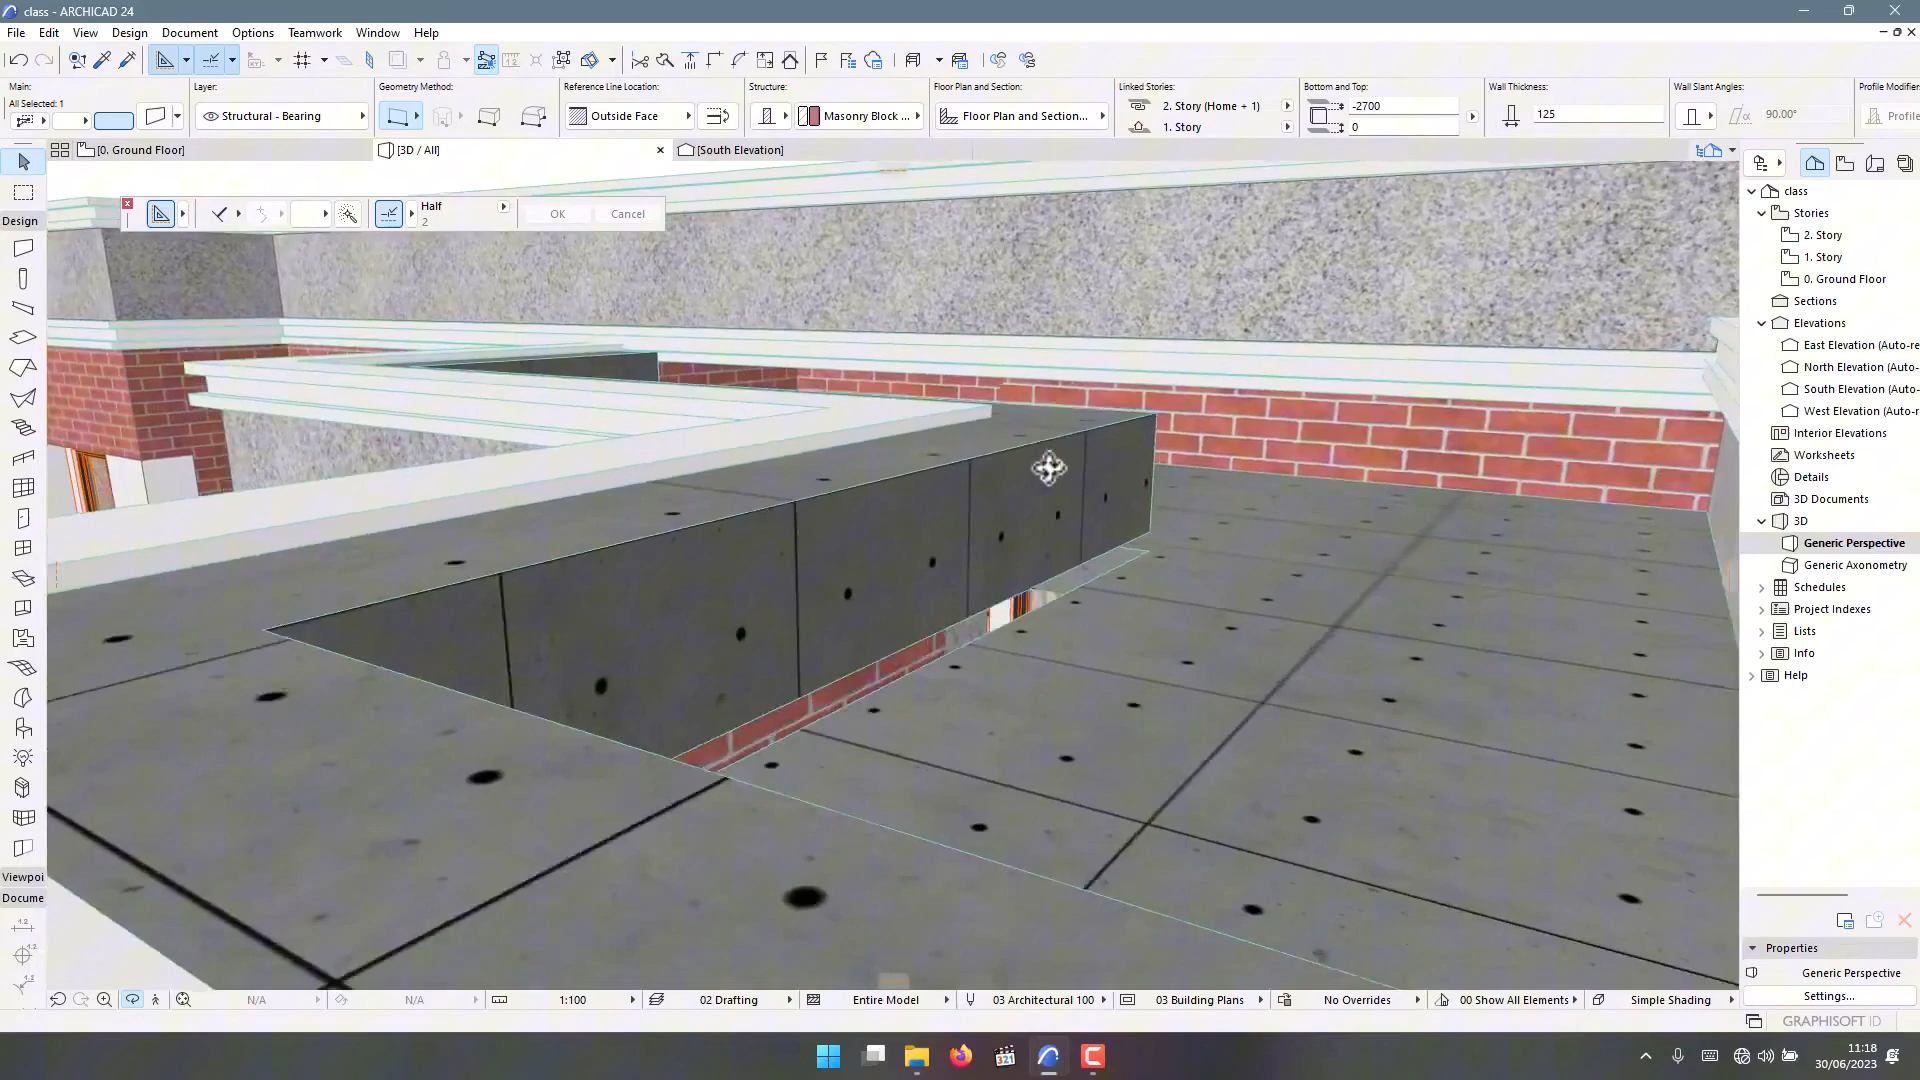 class - ARCHICAD 24
File Edit View Design Document Options Teamwork Window Help
Main: Layer: Geometry Method: Reference Line Location: Structure: Floor Plan and Section: Linked Stories: Bottom and Top: Wall Thickness: Wall Slant Angles: Profile Modifier
All Selected: 1
Structural - Bearing
Outside Face
Masonry Block ...
Floor Plan and Section...
2. Story (Home + 1)
1. Story
-2700
0
125
90.00°
Profile
[0. Ground Floor]
[3D / All]
[South Elevation]
Half
2
OK
Cancel
Design
Viewpoi
Docume
class
Stories
2. Story
1. Story
0. Ground Floor
Sections
Elevations
East Elevation (Auto-re
North Elevation (Auto-
South Elevation (Auto-
West Elevation (Auto-r
Interior Elevations
Worksheets
Details
3D Documents
3D
Generic Perspective
Generic Axonometry
Schedules
Project Indexes
Lists
Info
Help
Properties
Generic Perspective
Settings...
N/A
N/A
1:100
02 Drafting
Entire Model
03 Architectural 100
03 Building Plans
No Overrides
00 Show All Elements
Simple Shading
GRAPHISOFT ID
11:18
30/06/2023